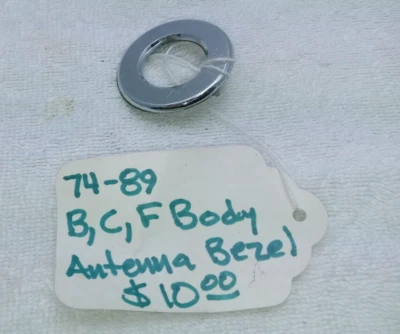 74-89
B, C, F Body
Antenna Bezel
$10.00